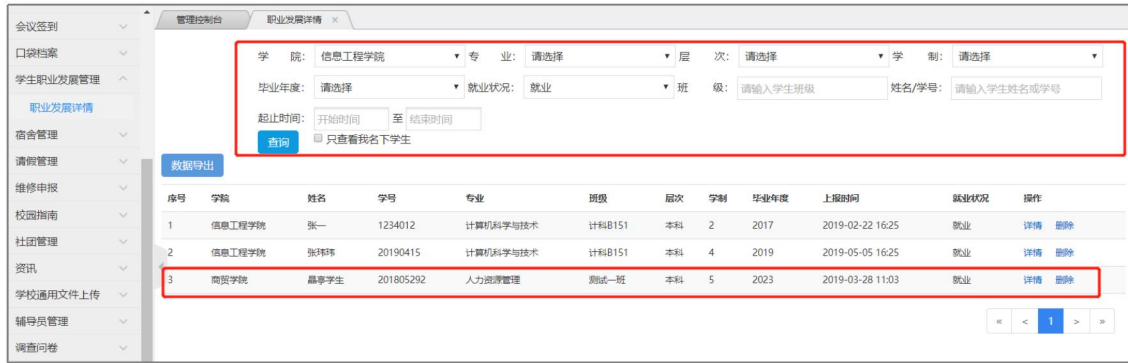 会议签到
口袋档案
学生职业发展管理
职业发展详情
宿舍管理
请假管理
维修申报
校园指南
社团管理
资讯
学校通用文件上传
辅导员管理
调查问卷
管理控制台 职业发展详情 ×
学 院: 信息工程学院 专 业: 请选择 层 次: 请选择 学 制: 请选择
毕业年度: 请选择 就业状况: 就业 班 级: 请输入学生班级 姓名/学号: 请输入学生姓名或学号
起止时间: 开始时间 至 结束时间
查询 只查看我名下学生
数据导出
序号 学院 姓名 学号 专业 班级 层次 学制 毕业年度 上报时间 就业状况 操作
1 信息工程学院 张一 1234012 计算机科学与技术 计科B151 本科 2 2017 2019-02-22 16:25 就业 详情 删除
2 信息工程学院 张玮玮 20190415 计算机科学与技术 计科B151 本科 4 2019 2019-05-05 16:25 就业 详情 删除
3 商贸学院 晶享学生 201805292 人力资源管理 测试一班 本科 5 2023 2019-03-28 11:03 就业 详情 删除
« < 1 > »